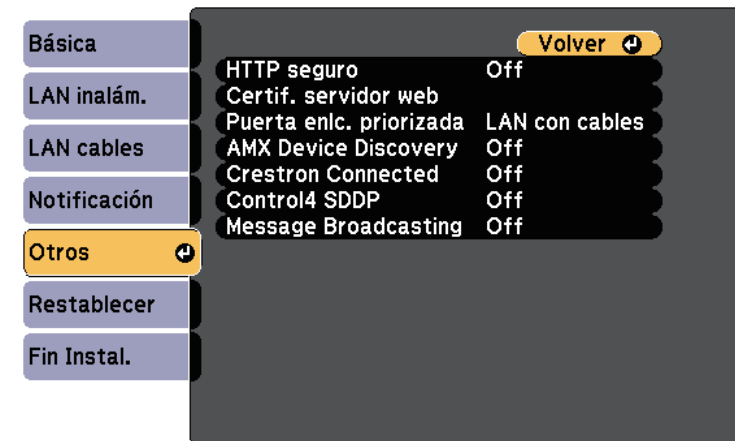 Básica
LAN inalám.
LAN cables
Notificación
Otros
Restablecer
Fin Instal.
Volver
HTTP seguro Off
Certif. servidor web
Puerta enlc. priorizada LAN con cables
AMX Device Discovery Off
Crestron Connected Off
Control4 SDDP Off
Message Broadcasting Off